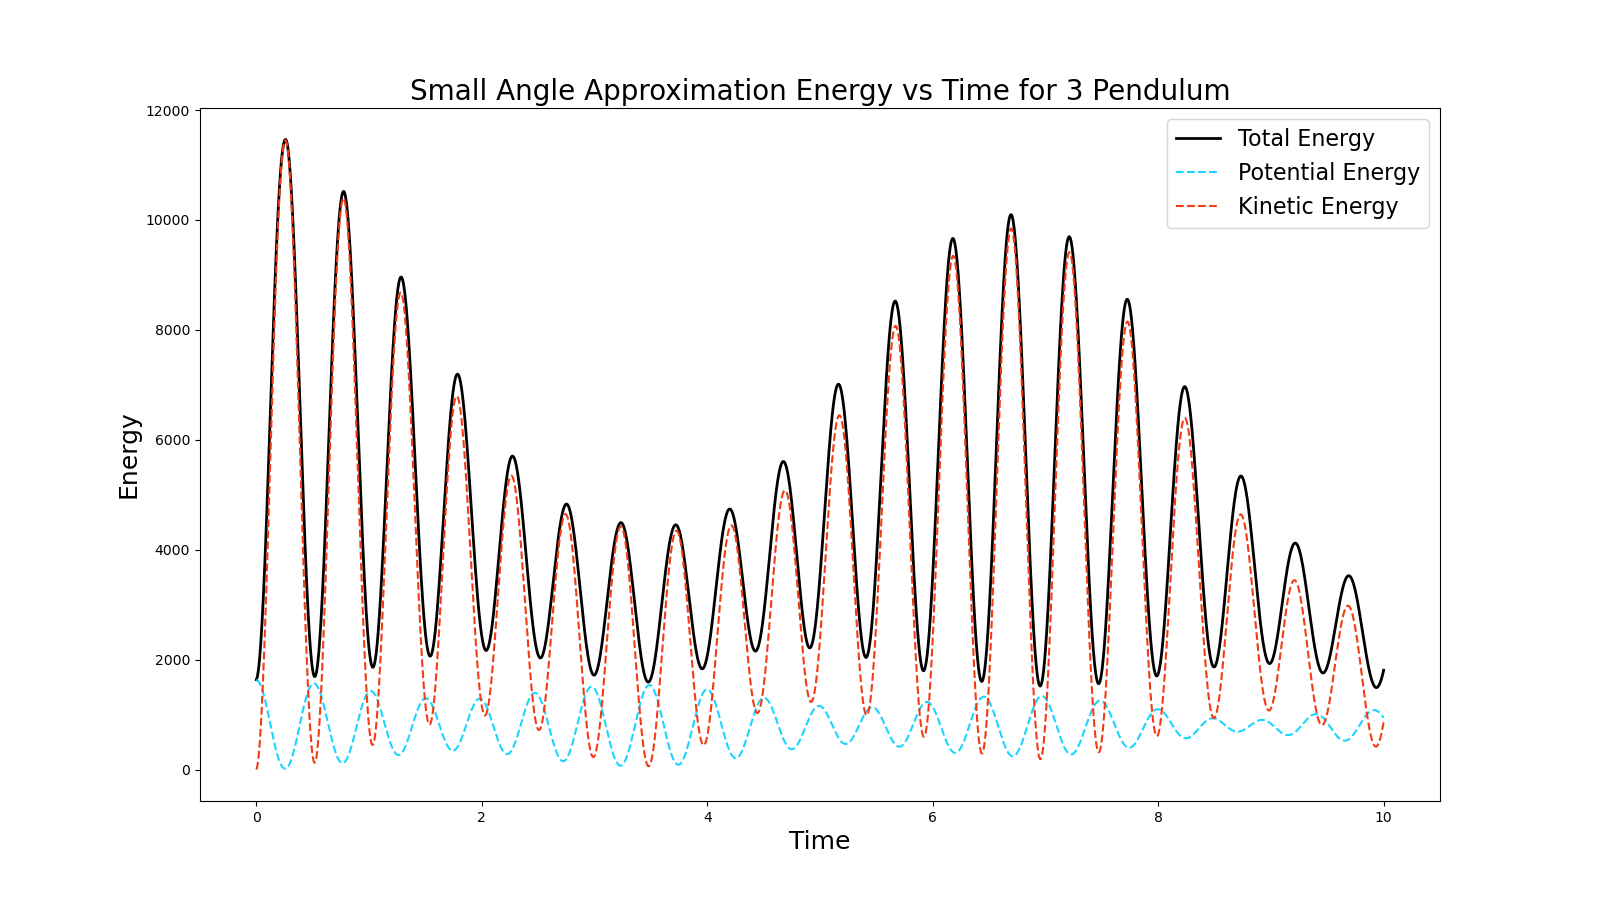 Small Angle Approximation Energy vs Time for 3 Pendulum
Total Energy
Potential Energy
Kinetic Energy
12000
10000
8000
6000
4000
2000
0
Energy
0 2 4 6 8 10
Time